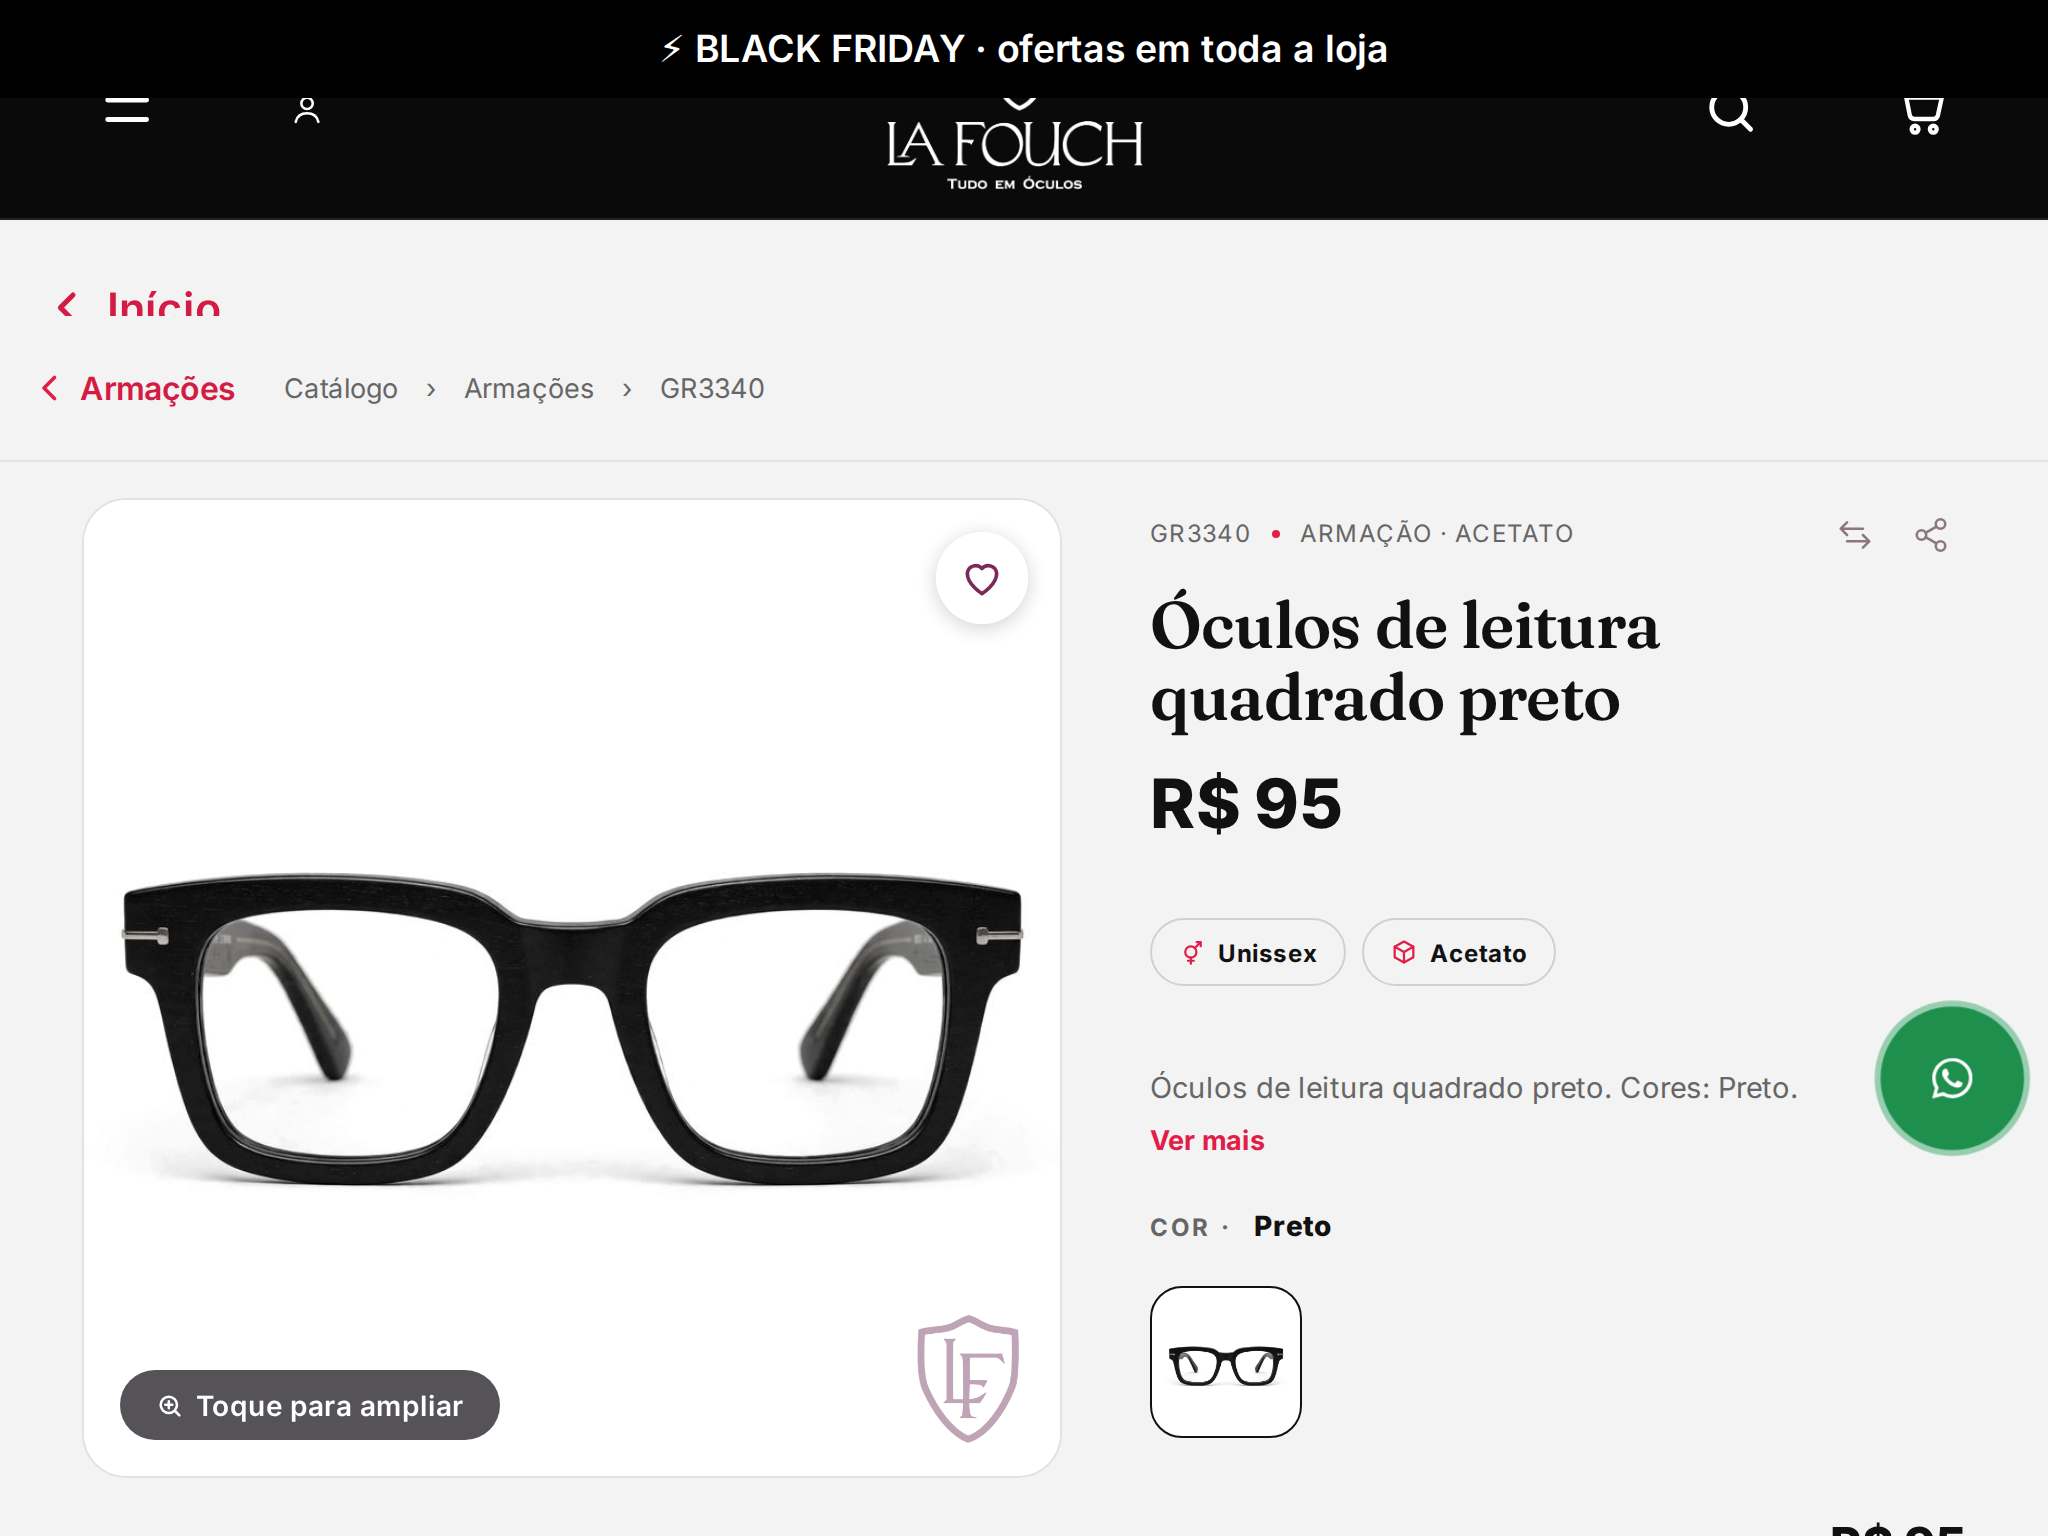 ⚡ BLACK FRIDAY · ofertas em toda a loja
LA FOUCH
TUDO EM ÓCULOS
Início
Armações Catálogo › Armações › GR3340
GR3340 • ARMAÇÃO · ACETATO
Óculos de leitura
quadrado preto
R$ 95
Unissex Acetato
Óculos de leitura quadrado preto. Cores: Preto.
Ver mais
COR · Preto
LF
Toque para ampliar
R$ 95